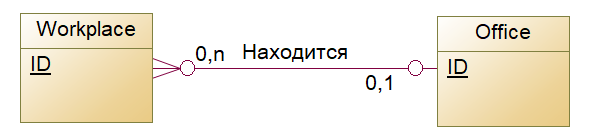 Workplace
ID
0,n
Находится
0,1
Office
ID